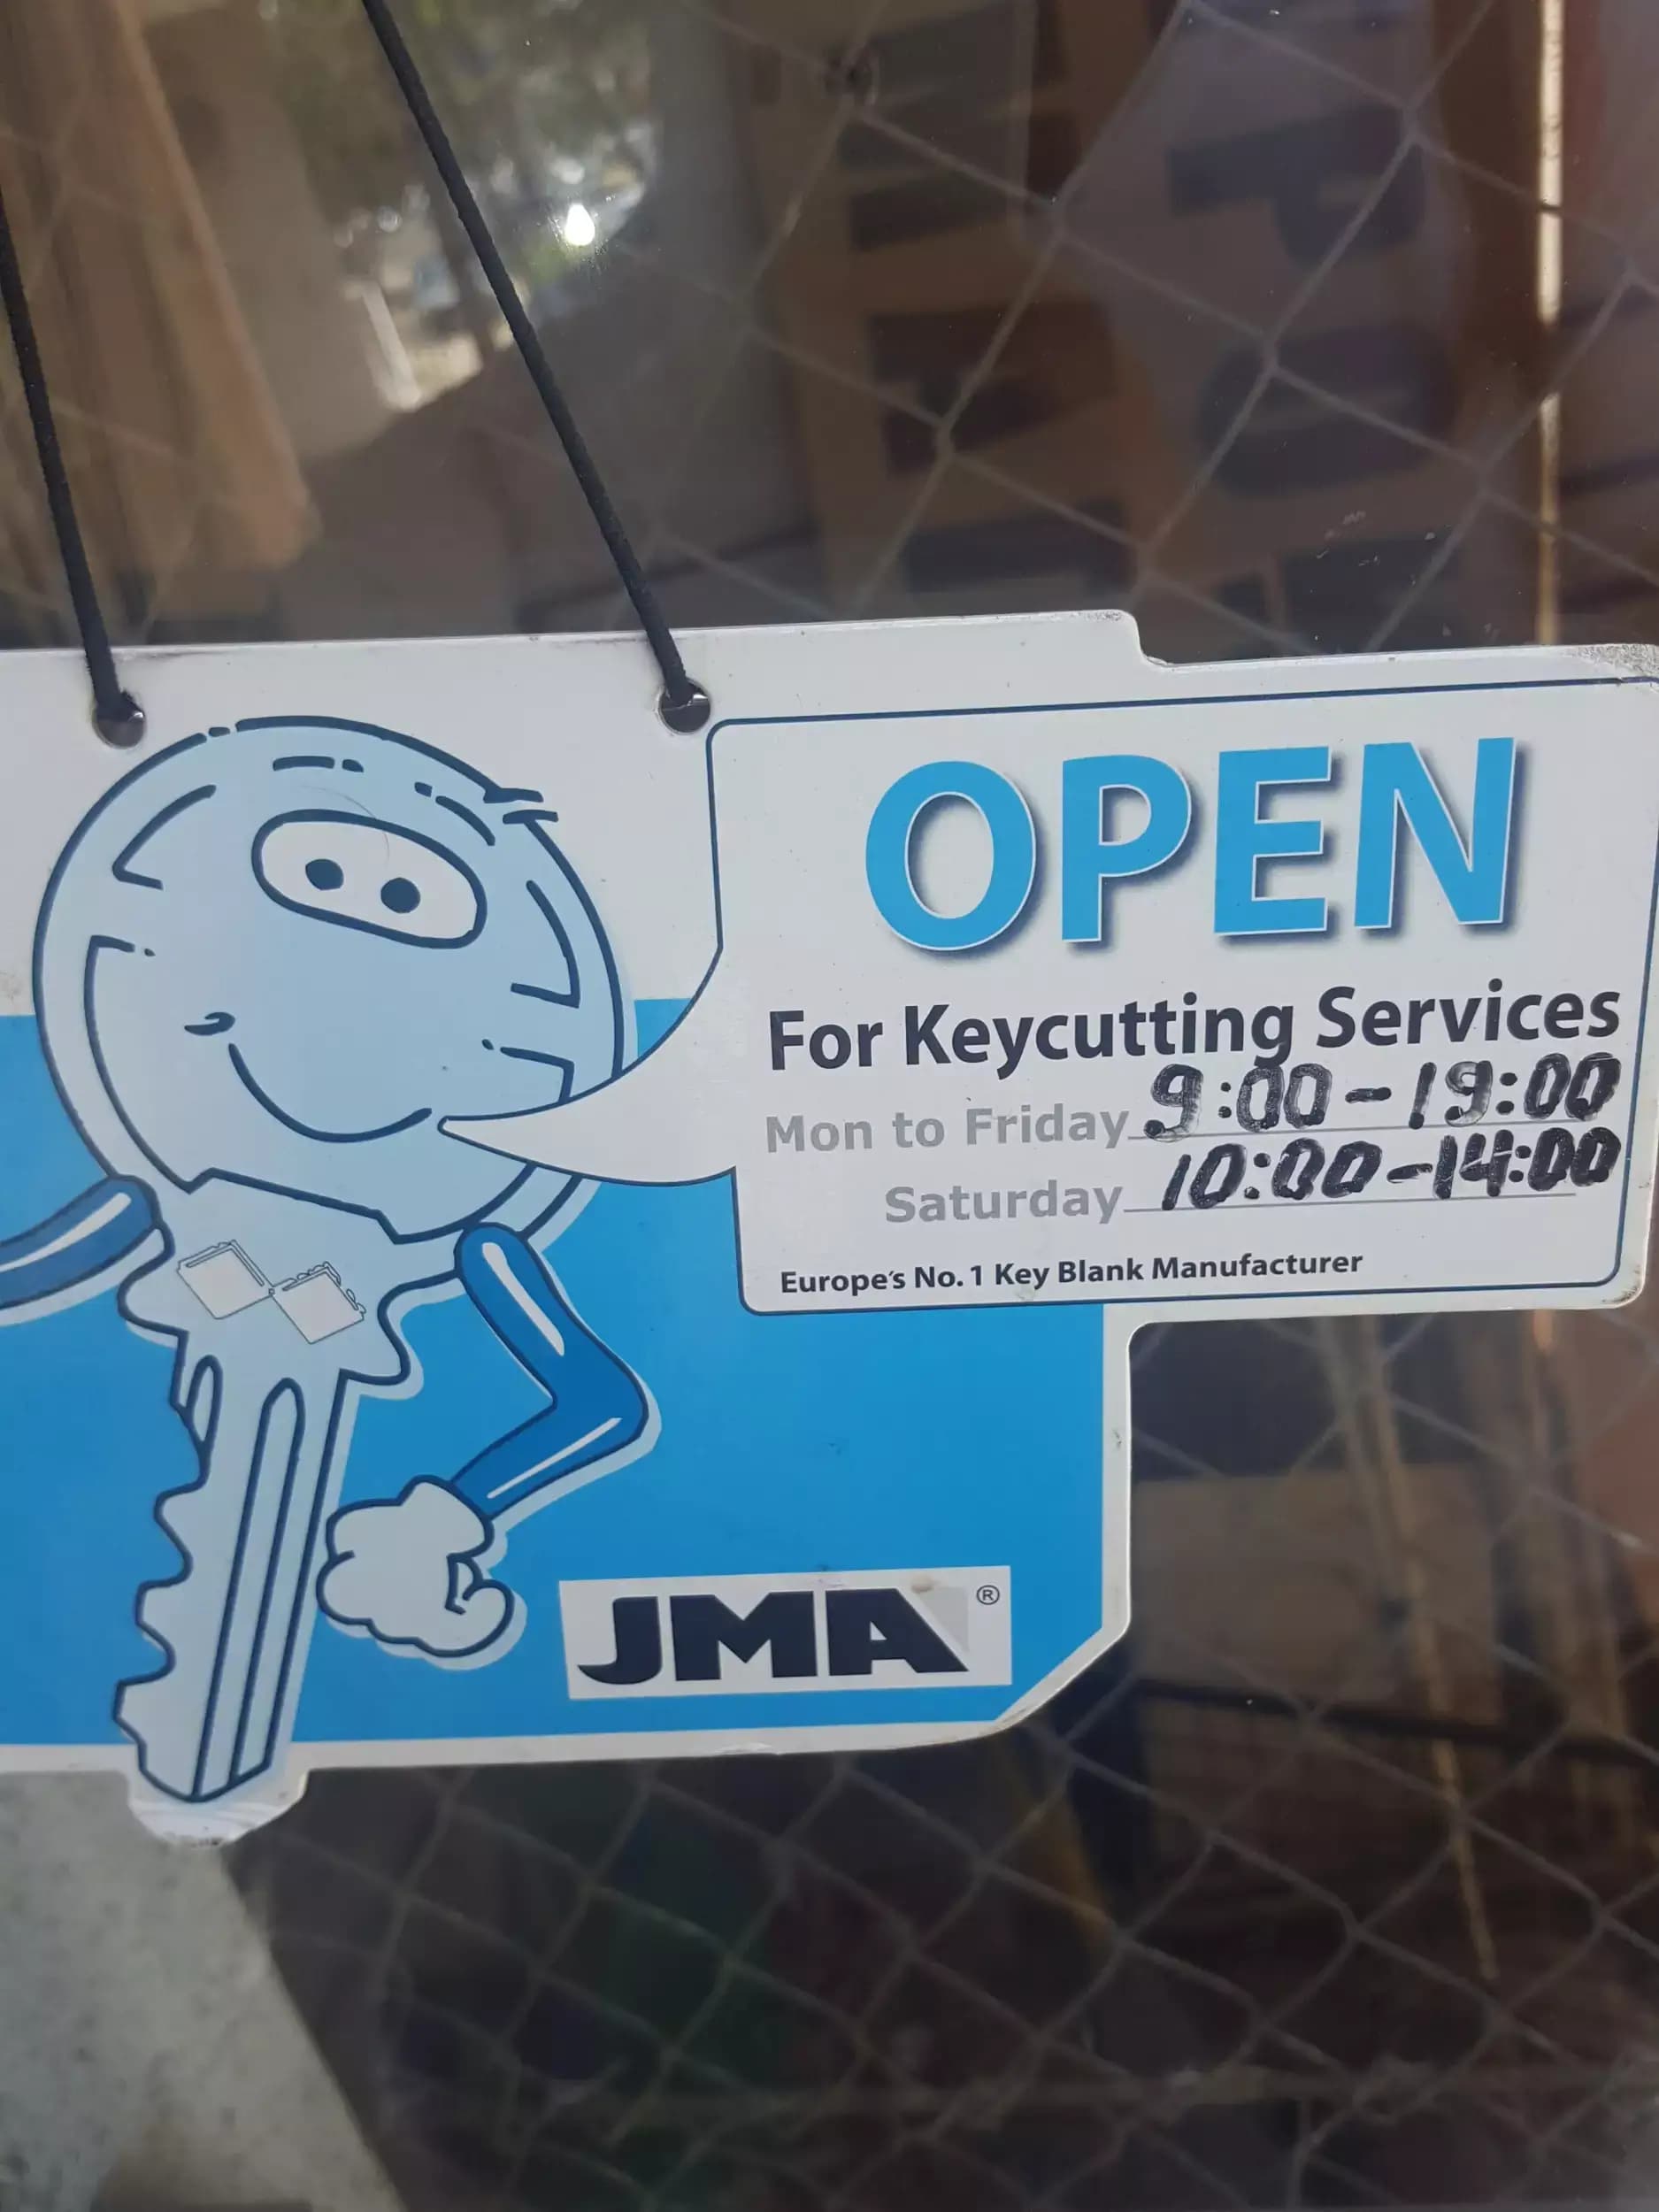 OPEN
For Keycutting Services
Mon to Friday 9:00-19:00
Saturday 10:00-14:00
Europe's No. 1 Key Blank Manufacturer
JMA®